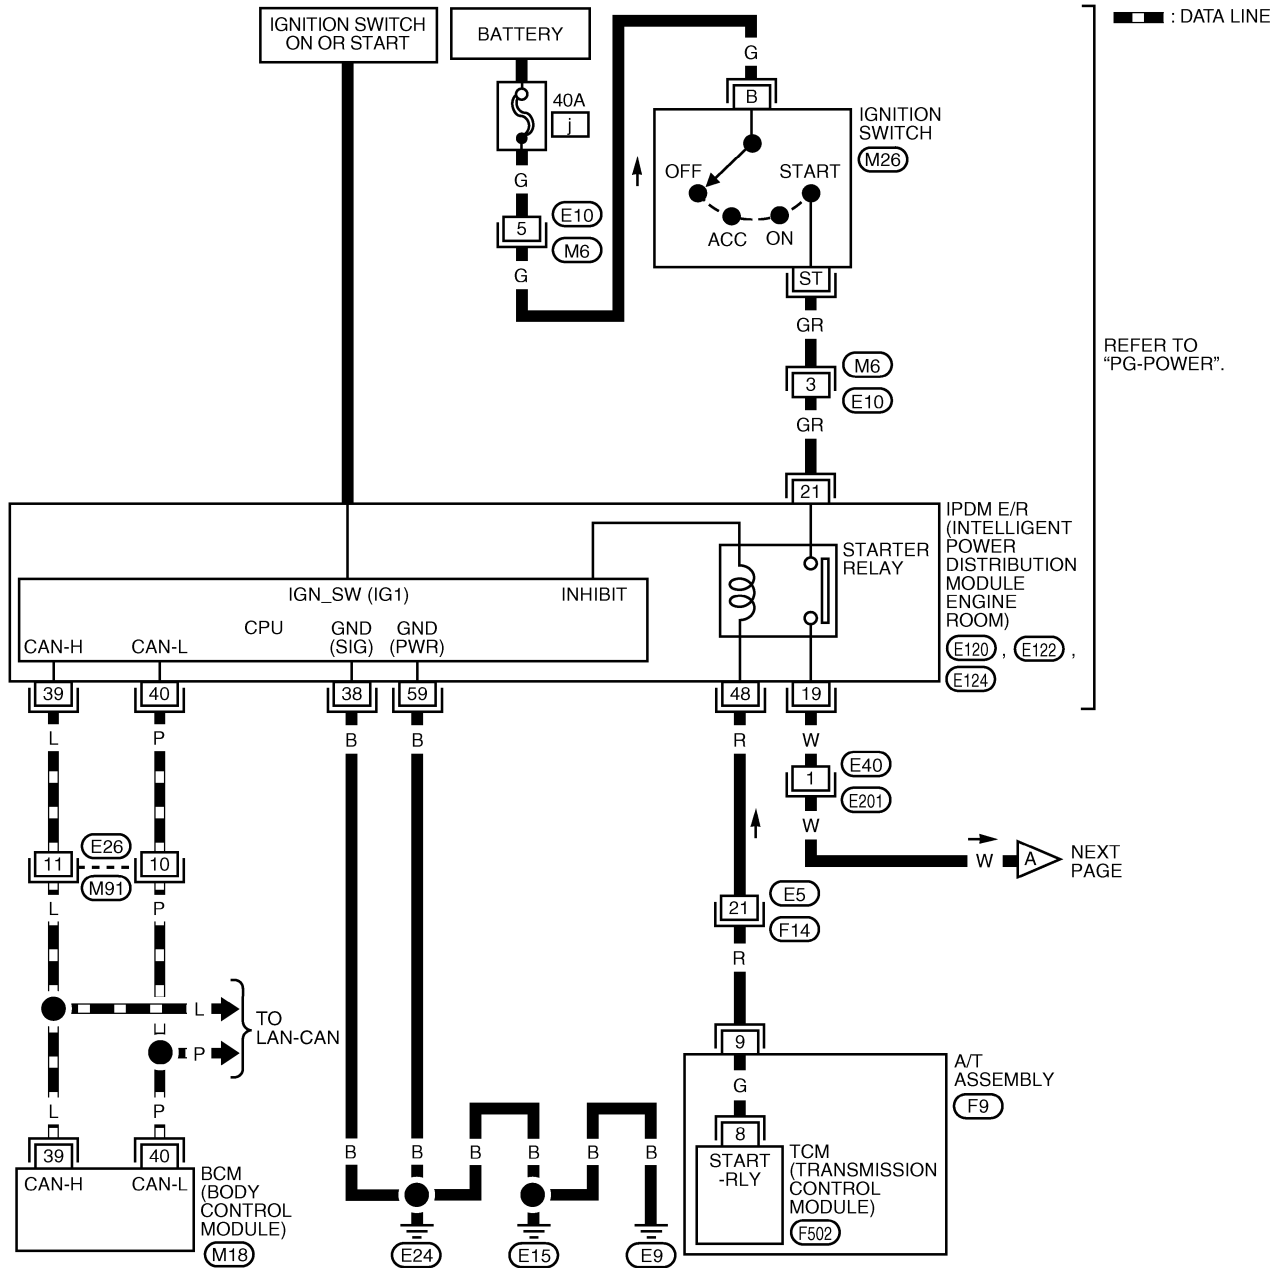 IGNITION SWITCH
ON OR START
BATTERY
: DATA LINE
40A
j
G
B
IGNITION
SWITCH
M26
OFF
START
ACC
ON
ST
G
5
E10
M6
G
GR
3
M6
E10
GR
21
REFER TO
“PG-POWER”.
IPDM E/R
(INTELLIGENT
POWER
DISTRIBUTION
MODULE
ENGINE
ROOM)
E120 , E122 ,
E124
STARTER
RELAY
IGN_SW (IG1)
INHIBIT
CPU
CAN-H
CAN-L
GND
(SIG)
GND
(PWR)
39
40
38
59
48
19
L
P
B
B
R
W
1
E40
E201
W
W
A
NEXT
PAGE
11
E26
M91
10
L
P
21
E5
F14
R
L
P
TO
LAN-CAN
L
P
9
A/T
ASSEMBLY
F9
G
8
START
-RLY
TCM
(TRANSMISSION
CONTROL
MODULE)
F502
39
40
CAN-H
CAN-L
BCM
(BODY
CONTROL
MODULE)
M18
B
B
B
B
B
B
E24
E15
E9